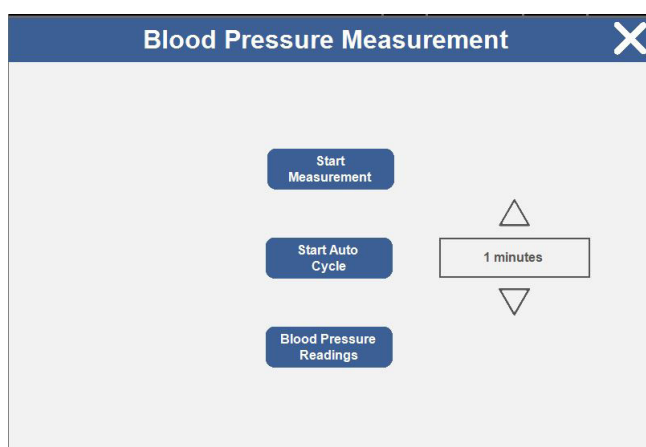 Blood Pressure Measurement
Start
Measurement
Start Auto
Cycle
1 minutes
Blood Pressure
Readings